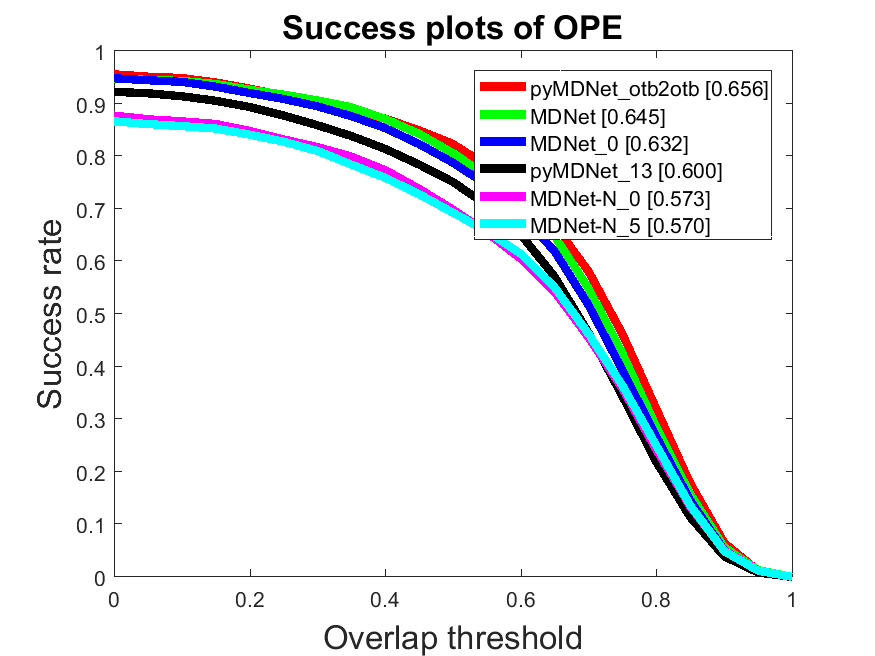 Success plots of OPE
1
0.9
0.8
0.7
0.6
0.5
0.4
0.3
0.2
0.1
0
Success rate
pyMDNet_otb2otb [0.656]
MDNet [0.645]
MDNet_0 [0.632]
pyMDNet_13 [0.600]
MDNet-N_0 [0.573]
MDNet-N_5 [0.570]
0 0.2 0.4 0.6 0.8 1
Overlap threshold